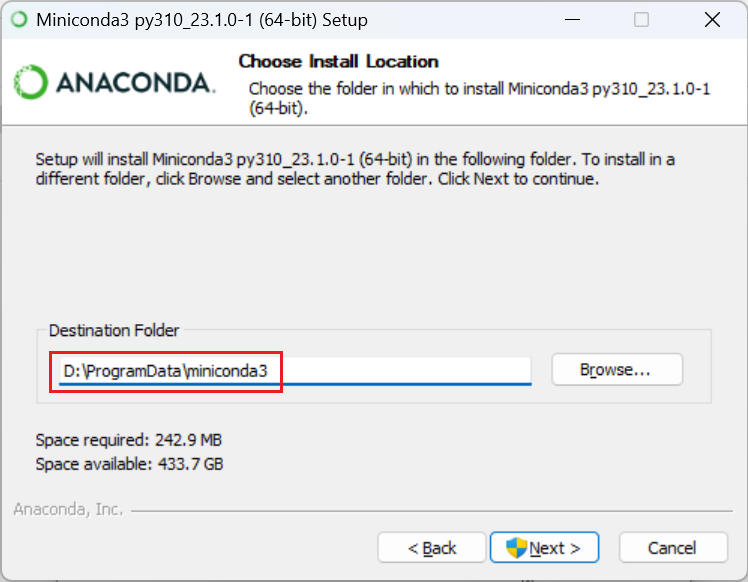 Miniconda3 py310_23.1.0-1 (64-bit) Setup
ANACONDA.
Choose Install Location
Choose the folder in which to install Miniconda3 py310_23.1.0-1
(64-bit).
Setup will install Miniconda3 py310_23.1.0-1 (64-bit) in the following folder. To install in a
different folder, click Browse and select another folder. Click Next to continue.
Destination Folder
D:\ProgramData\miniconda3
Browse...
Space required: 242.9 MB
Space available: 433.7 GB
Anaconda, Inc.
< Back
Next >
Cancel